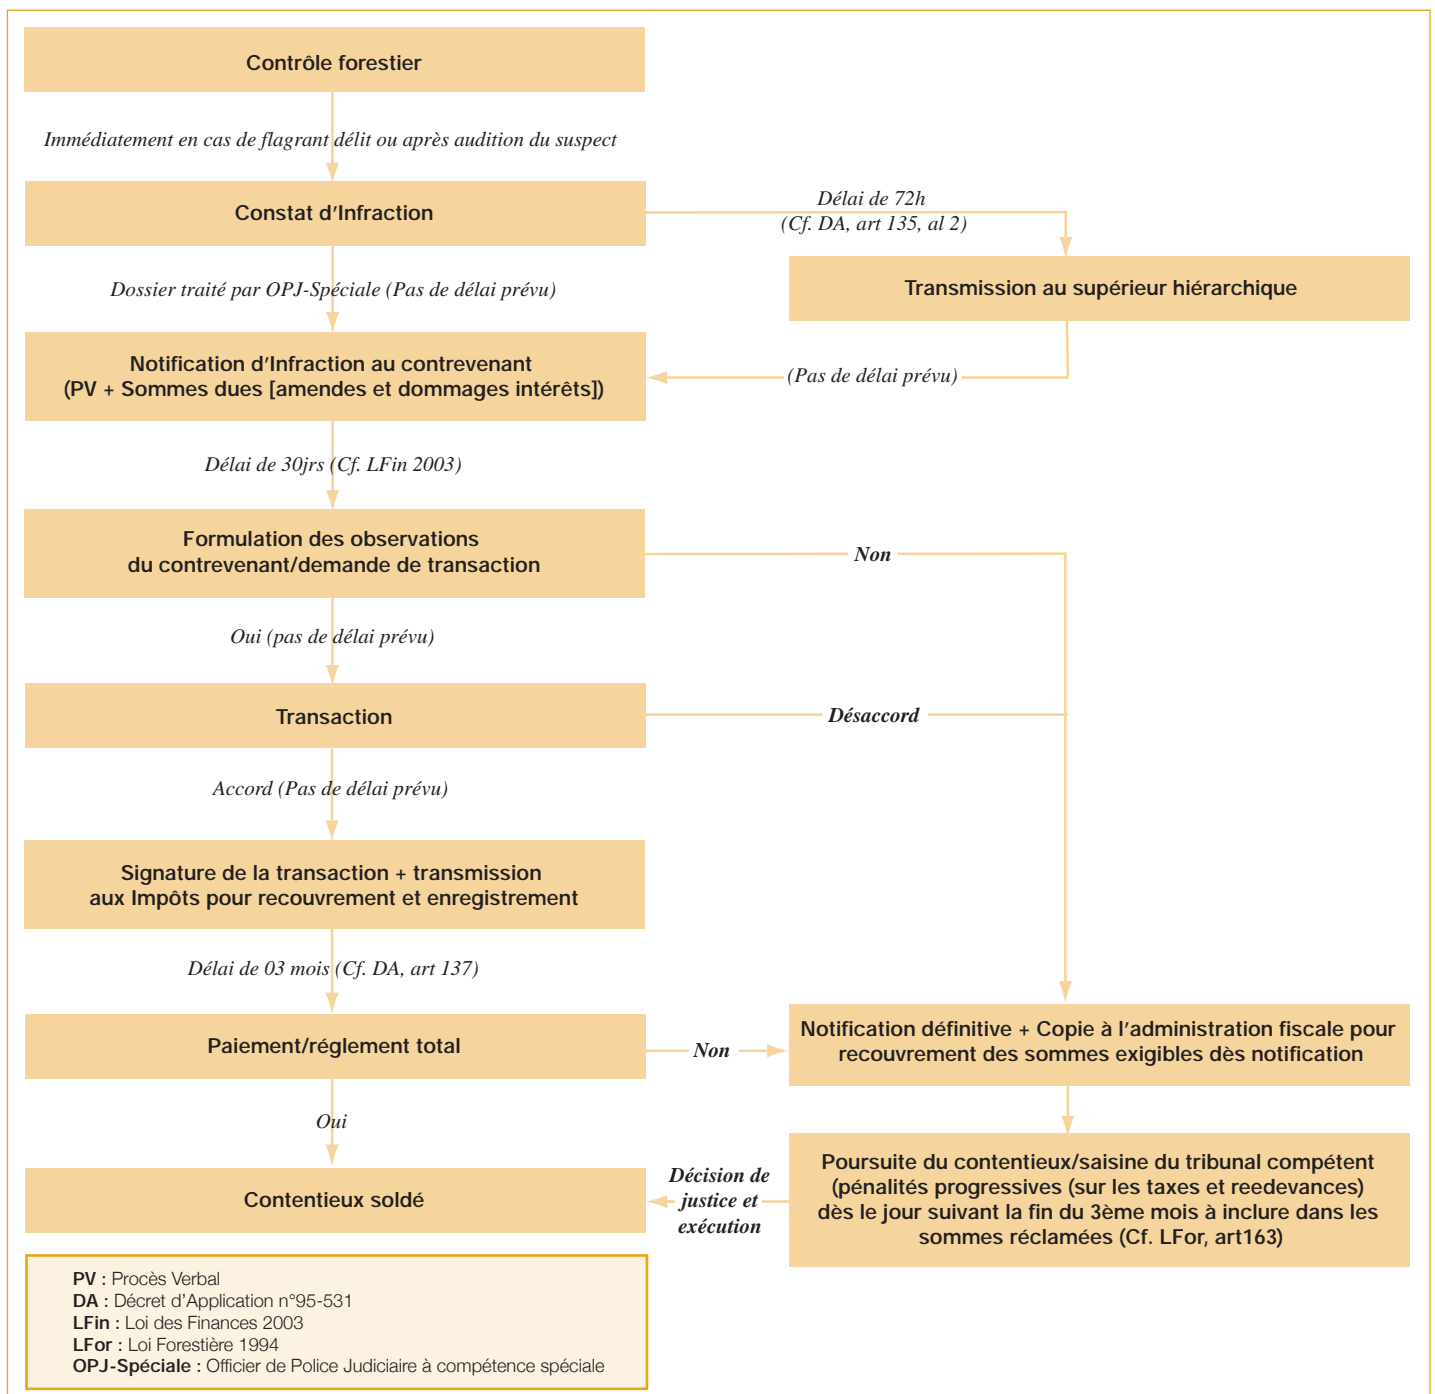 Contrôle forestier
Immédiatement en cas de flagrant délit ou après audition du suspect
Constat d'Infraction
Délai de 72h
(Cf. DA, art 135, al 2)
Dossier traité par OPJ-Spéciale (Pas de délai prévu)
Transmission au supérieur hiérarchique
Notification d'Infraction au contrevenant
(PV + Sommes dues [amendes et dommages intérêts])
(Pas de délai prévu)
Délai de 30jrs (Cf. LFin 2003)
Formulation des observations
du contrevenant/demande de transaction
Non
Oui (pas de délai prévu)
Transaction
Désaccord
Accord (Pas de délai prévu)
Signature de la transaction + transmission
aux Impôts pour recouvrement et enregistrement
Délai de 03 mois (Cf. DA, art 137)
Paiement/réglement total
Non
Notification définitive + Copie à l'administration fiscale pour
recouvrement des sommes exigibles dès notification
Oui
Contentieux soldé
Décision de
justice et
exécution
Poursuite du contentieux/saisine du tribunal compétent
(pénalités progressives (sur les taxes et reedevances)
dès le jour suivant la fin du 3ème mois à inclure dans les
sommes réclamées (Cf. LFor, art163)
PV : Procès Verbal
DA : Décret d'Application n°95-531
LFin : Loi des Finances 2003
LFor : Loi Forestière 1994
OPJ-Spéciale : Officier de Police Judiciaire à compétence spéciale